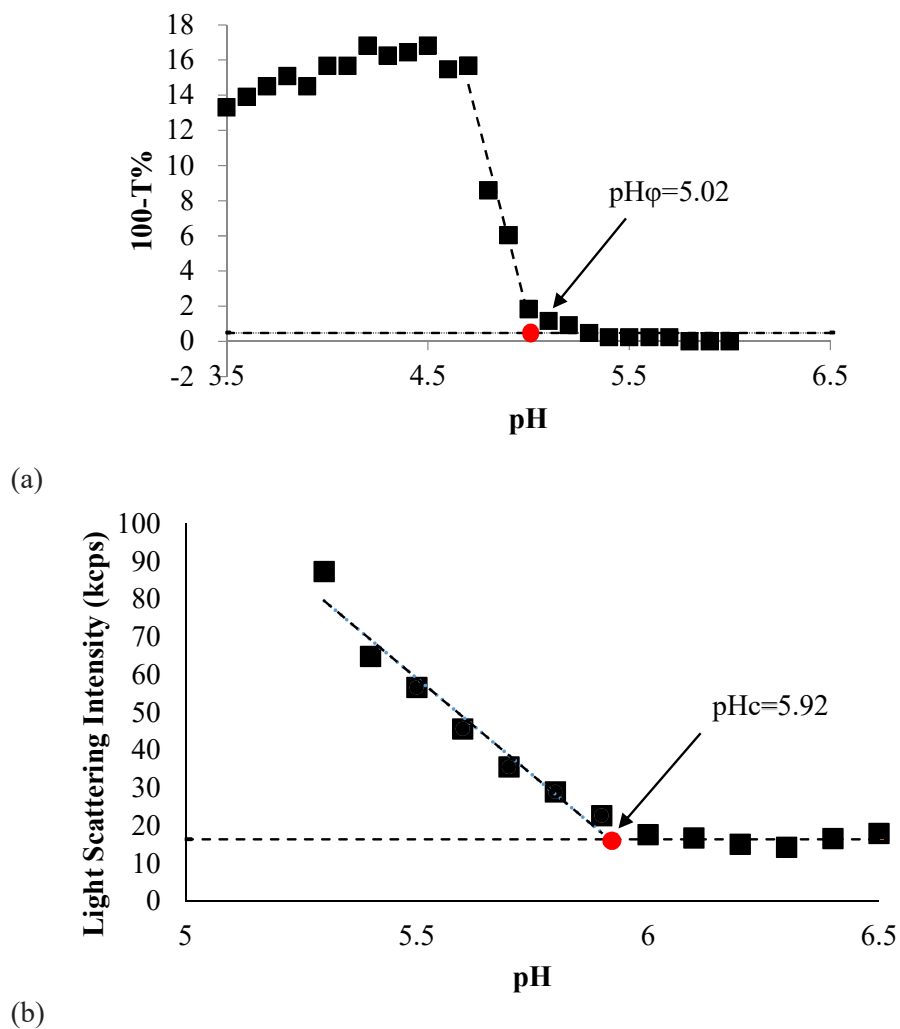 18
16
14
12
10
8
6
4
2
0
-2
100-T%
pHφ=5.02
3.5 4.5 5.5 6.5
pH
(a)
100
90
80
70
60
50
40
30
20
10
0
Light Scattering Intensity (kcps)
pHc=5.92
5 5.5 6 6.5
pH
(b)